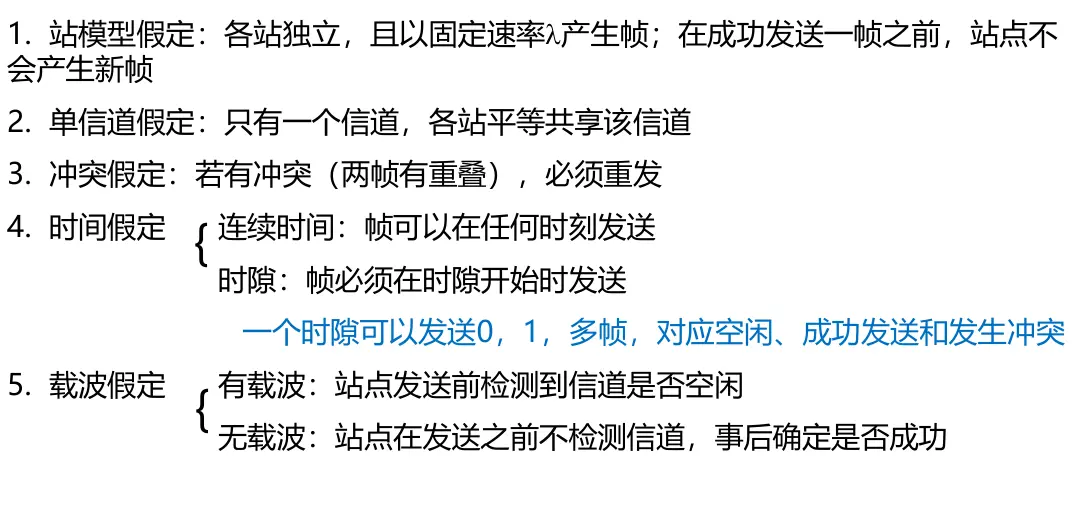 1. 站模型假定：各站独立，且以固定速率λ产生帧；在成功发送一帧之前，站点不
会产生新帧
2. 单信道假定：只有一个信道，各站平等共享该信道
3. 冲突假定：若有冲突（两帧有重叠），必须重发
4. 时间假定 { 连续时间：帧可以在任何时刻发送
时隙：帧必须在时隙开始时发送
一个时隙可以发送0，1，多帧，对应空闲、成功发送和发生冲突
5. 载波假定 { 有载波：站点发送前检测到信道是否空闲
无载波：站点在发送之前不检测信道，事后确定是否成功